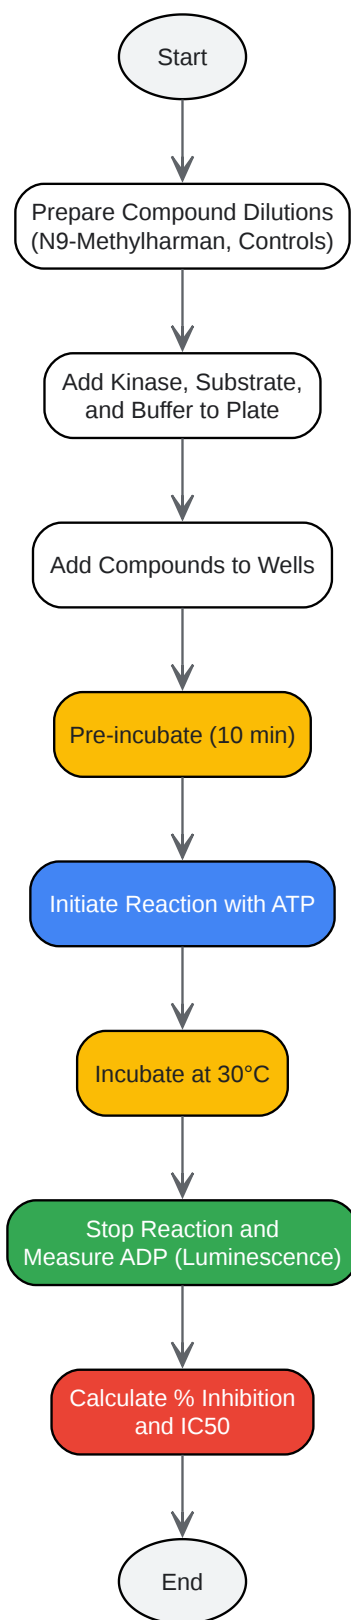 Start
Prepare Compound Dilutions
(N9-Methylharman, Controls)
Add Kinase, Substrate,
and Buffer to Plate
Add Compounds to Wells
Pre-incubate (10 min)
Initiate Reaction with ATP
Incubate at 30°C
Stop Reaction and
Measure ADP (Luminescence)
Calculate % Inhibition
and IC50
End